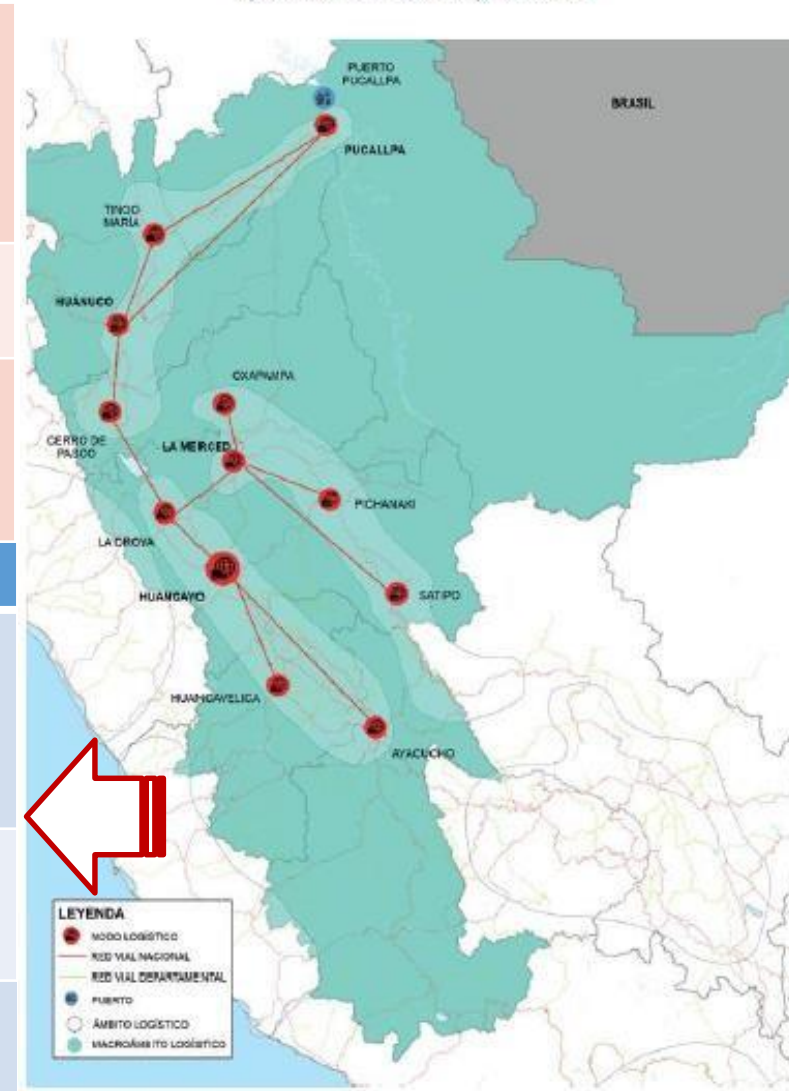 PUERTO
PUCALLPA
BRASIL
PUCALLPA
TINGO
MARÍA
HUÁNUCO
OXAPAMPA
CERRO DE
PASCO
LA MERCED
PICHANAKI
LA OROYA
HUANCAYO
SATIPO
HUANCAVELICA
AYACUCHO
LEYENDA
NODO LOGÍSTICO
RED VIAL NACIONAL
RED VIAL DEPARTAMENTAL
PUERTO
ÁMBITO LOGÍSTICO
MACROÁMBITO LOGÍSTICO